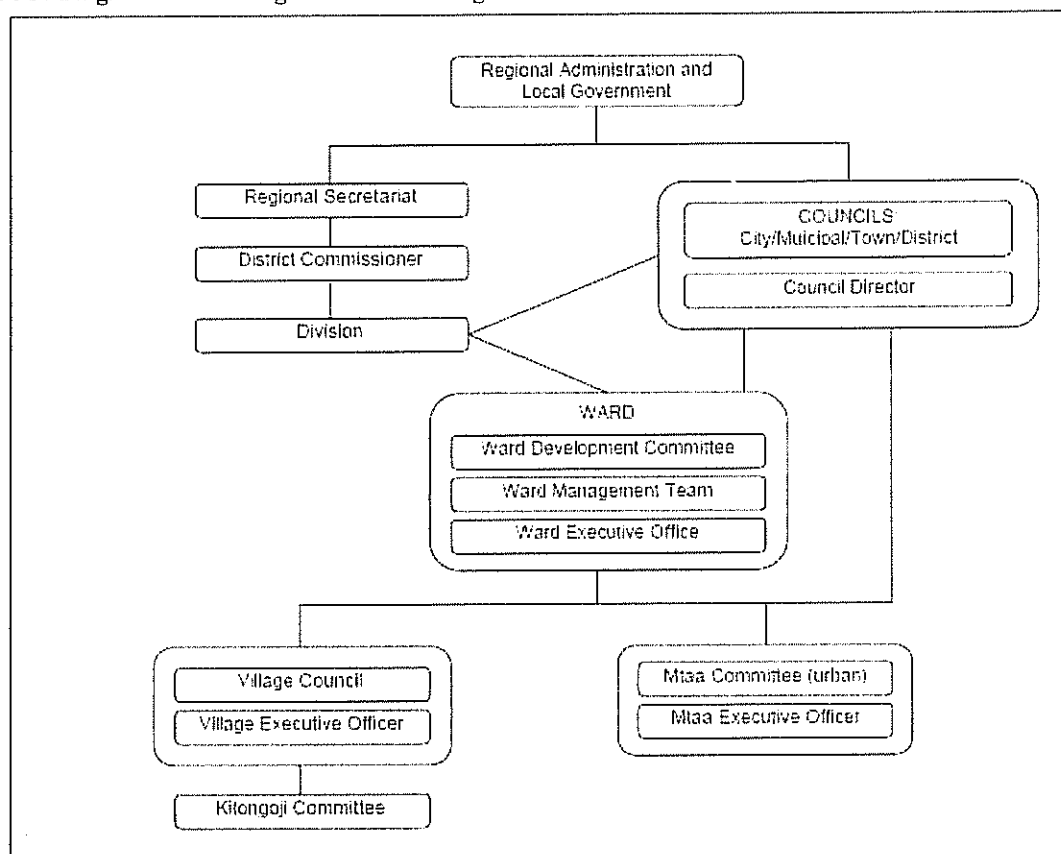 Regional Administration and
Local Government
Regional Secretariat
COUNCILS
City/Muicipal/Town/District
District Commissioner
Council Director
Division
WARD
Ward Development Committee
Ward Management Team
Ward Executive Office
Village Council
Village Executive Officer
Mtaa Committee (urban)
Mtaa Executive Officer
Kitongoji Committee